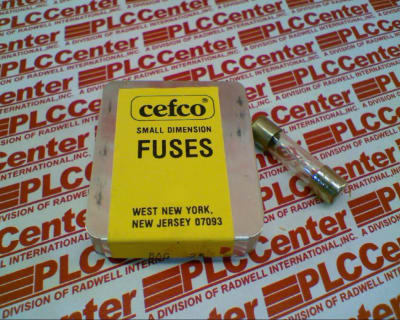 cefco®
SMALL DIMENSION
FUSES
WEST NEW YORK,
NEW JERSEY 07093
PLCCenter
A DIVISION OF RADWELL INTERNATIONAL, INC.